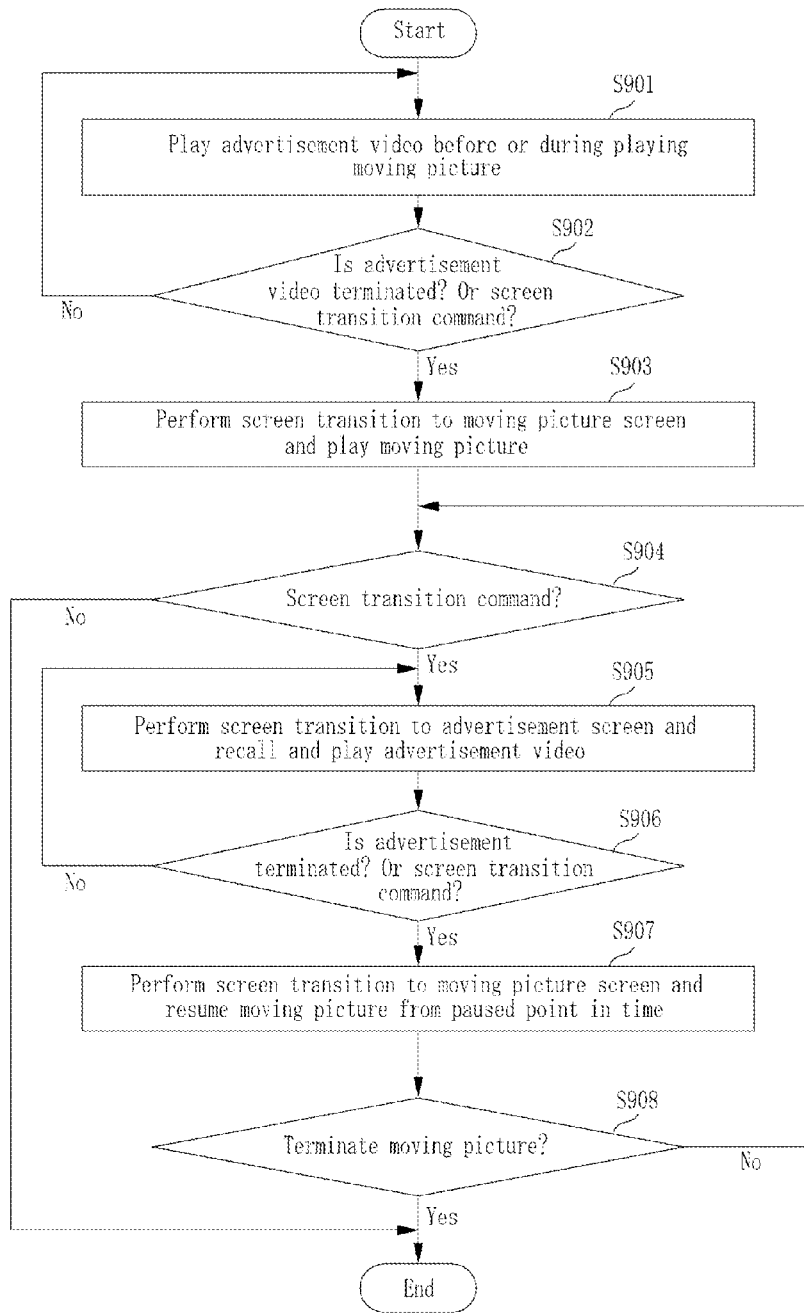 Start
S901
Play advertisement video before or during playing
moving picture
S902
Is advertisement
video terminated? Or screen
transition command?
No
Yes
S903
Perform screen transition to moving picture screen
and play moving picture
S904
Screen transition command?
No
Yes
S905
Perform screen transition to advertisement screen and
recall and play advertisement video
S906
Is advertisement
terminated? Or screen transition
command?
No
Yes
S907
Perform screen transition to moving picture screen and
resume moving picture from paused point in time
S908
Terminate moving picture?
No
Yes
End